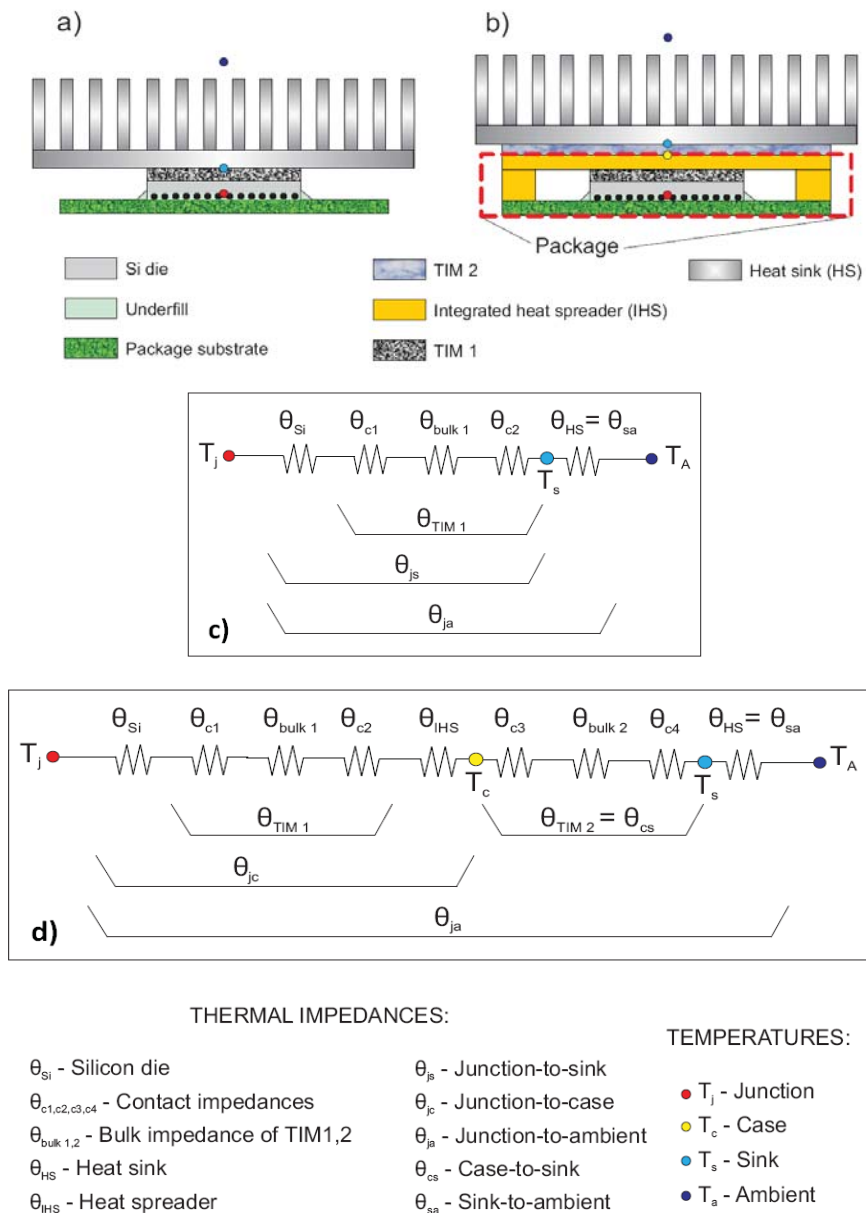 a)
b)
Package
Si die
TIM 2
Heat sink (HS)
Underfill
Integrated heat spreader (IHS)
Package substrate
TIM 1
θSi θc1 θbulk 1 θc2 θHS = θsa
Tj Ts TA
θTIM 1
θjs
θja
c)
θSi θc1 θbulk 1 θc2 θIHS θc3 θbulk 2 θc4 θHS = θsa
Tj Tc Ts TA
θTIM 1 θTIM 2 = θcs
θjc
θja
d)
THERMAL IMPEDANCES:
θSi - Silicon die
θc1,c2,c3,c4 - Contact impedances
θbulk 1,2 - Bulk impedance of TIM1,2
θHS - Heat sink
θIHS - Heat spreader
θjs - Junction-to-sink
θjc - Junction-to-case
θja - Junction-to-ambient
θcs - Case-to-sink
θsa - Sink-to-ambient
TEMPERATURES:
Tj - Junction
Tc - Case
Ts - Sink
Ta - Ambient